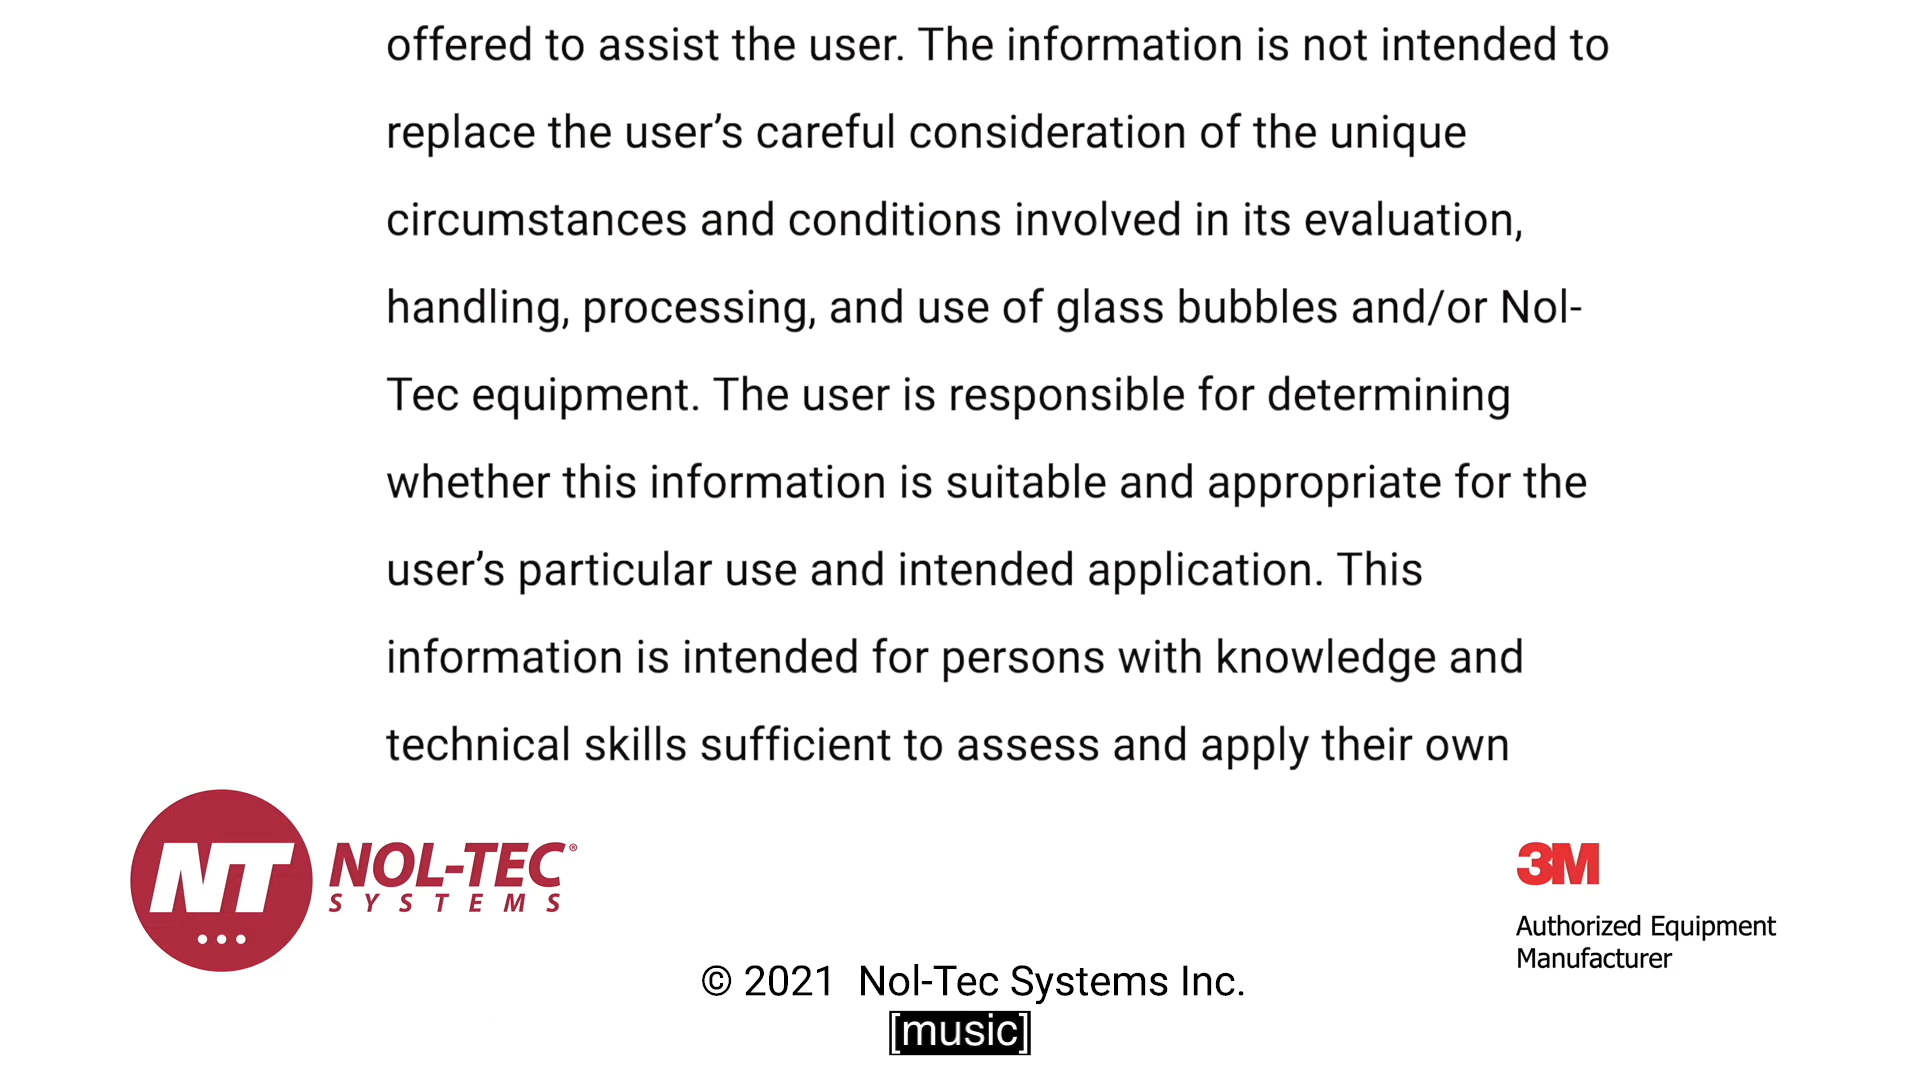 offered to assist the user. The information is not intended to
replace the user’s careful consideration of the unique
circumstances and conditions involved in its evaluation,
handling, processing, and use of glass bubbles and/or Nol-
Tec equipment. The user is responsible for determining
whether this information is suitable and appropriate for the
user’s particular use and intended application. This
information is intended for persons with knowledge and
technical skills sufficient to assess and apply their own
NT
NOL-TEC®
SYSTEMS
3M
Authorized Equipment
Manufacturer
© 2021 Nol-Tec Systems Inc.
[music]